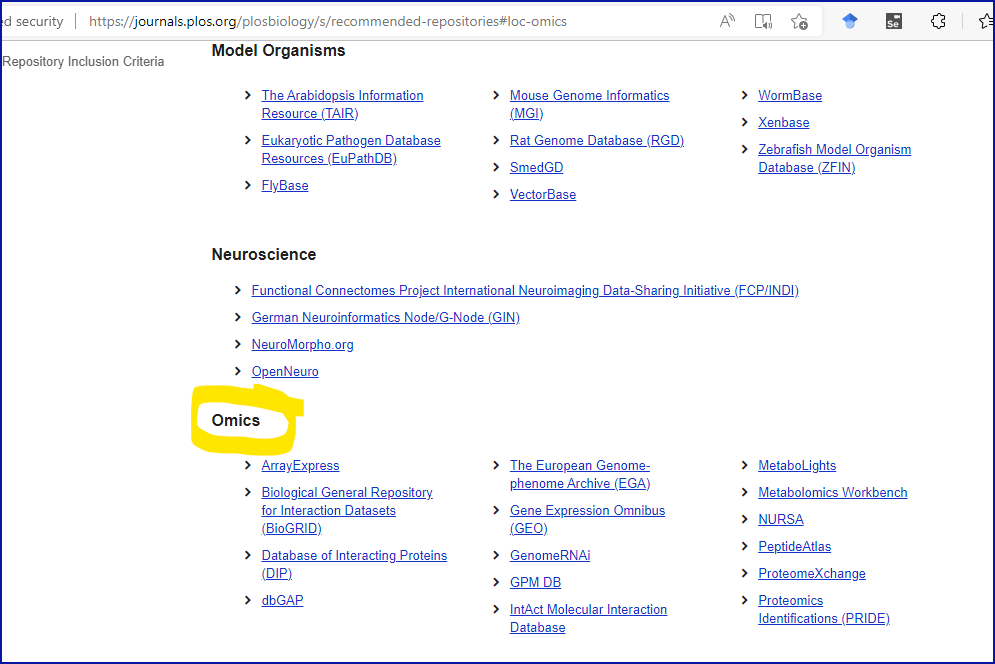 ed security
https://journals.plos.org/plosbiology/s/recommended-repositories#loc-omics
Repository Inclusion Criteria
Model Organisms
The Arabidopsis Information
Resource (TAIR)
Eukaryotic Pathogen Database
Resources (EuPathDB)
FlyBase
Mouse Genome Informatics
(MGI)
Rat Genome Database (RGD)
SmedGD
VectorBase
WormBase
Xenbase
Zebrafish Model Organism
Database (ZFIN)
Neuroscience
Functional Connectomes Project International Neuroimaging Data-Sharing Initiative (FCP/INDI)
German Neuroinformatics Node/G-Node (GIN)
NeuroMorpho.org
OpenNeuro
Omics
ArrayExpress
Biological General Repository
for Interaction Datasets
(BioGRID)
Database of Interacting Proteins
(DIP)
dbGAP
The European Genome-
phenome Archive (EGA)
Gene Expression Omnibus
(GEO)
GenomeRNAi
GPM DB
IntAct Molecular Interaction
Database
MetaboLights
Metabolomics Workbench
NURSA
PeptideAtlas
ProteomeXchange
Proteomics
Identifications (PRIDE)